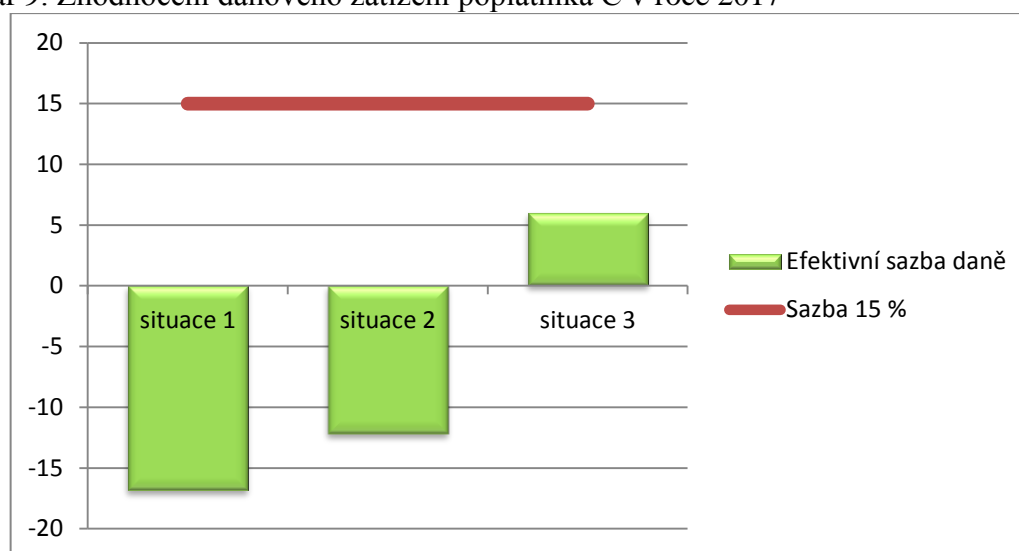 9: Zhodnocení daňového zatížení poplatníka C v roce 2017
20
15
10
5
0
-5
-10
-15
-20
situace 1
situace 2
situace 3
Efektivní sazba daně
Sazba 15 %